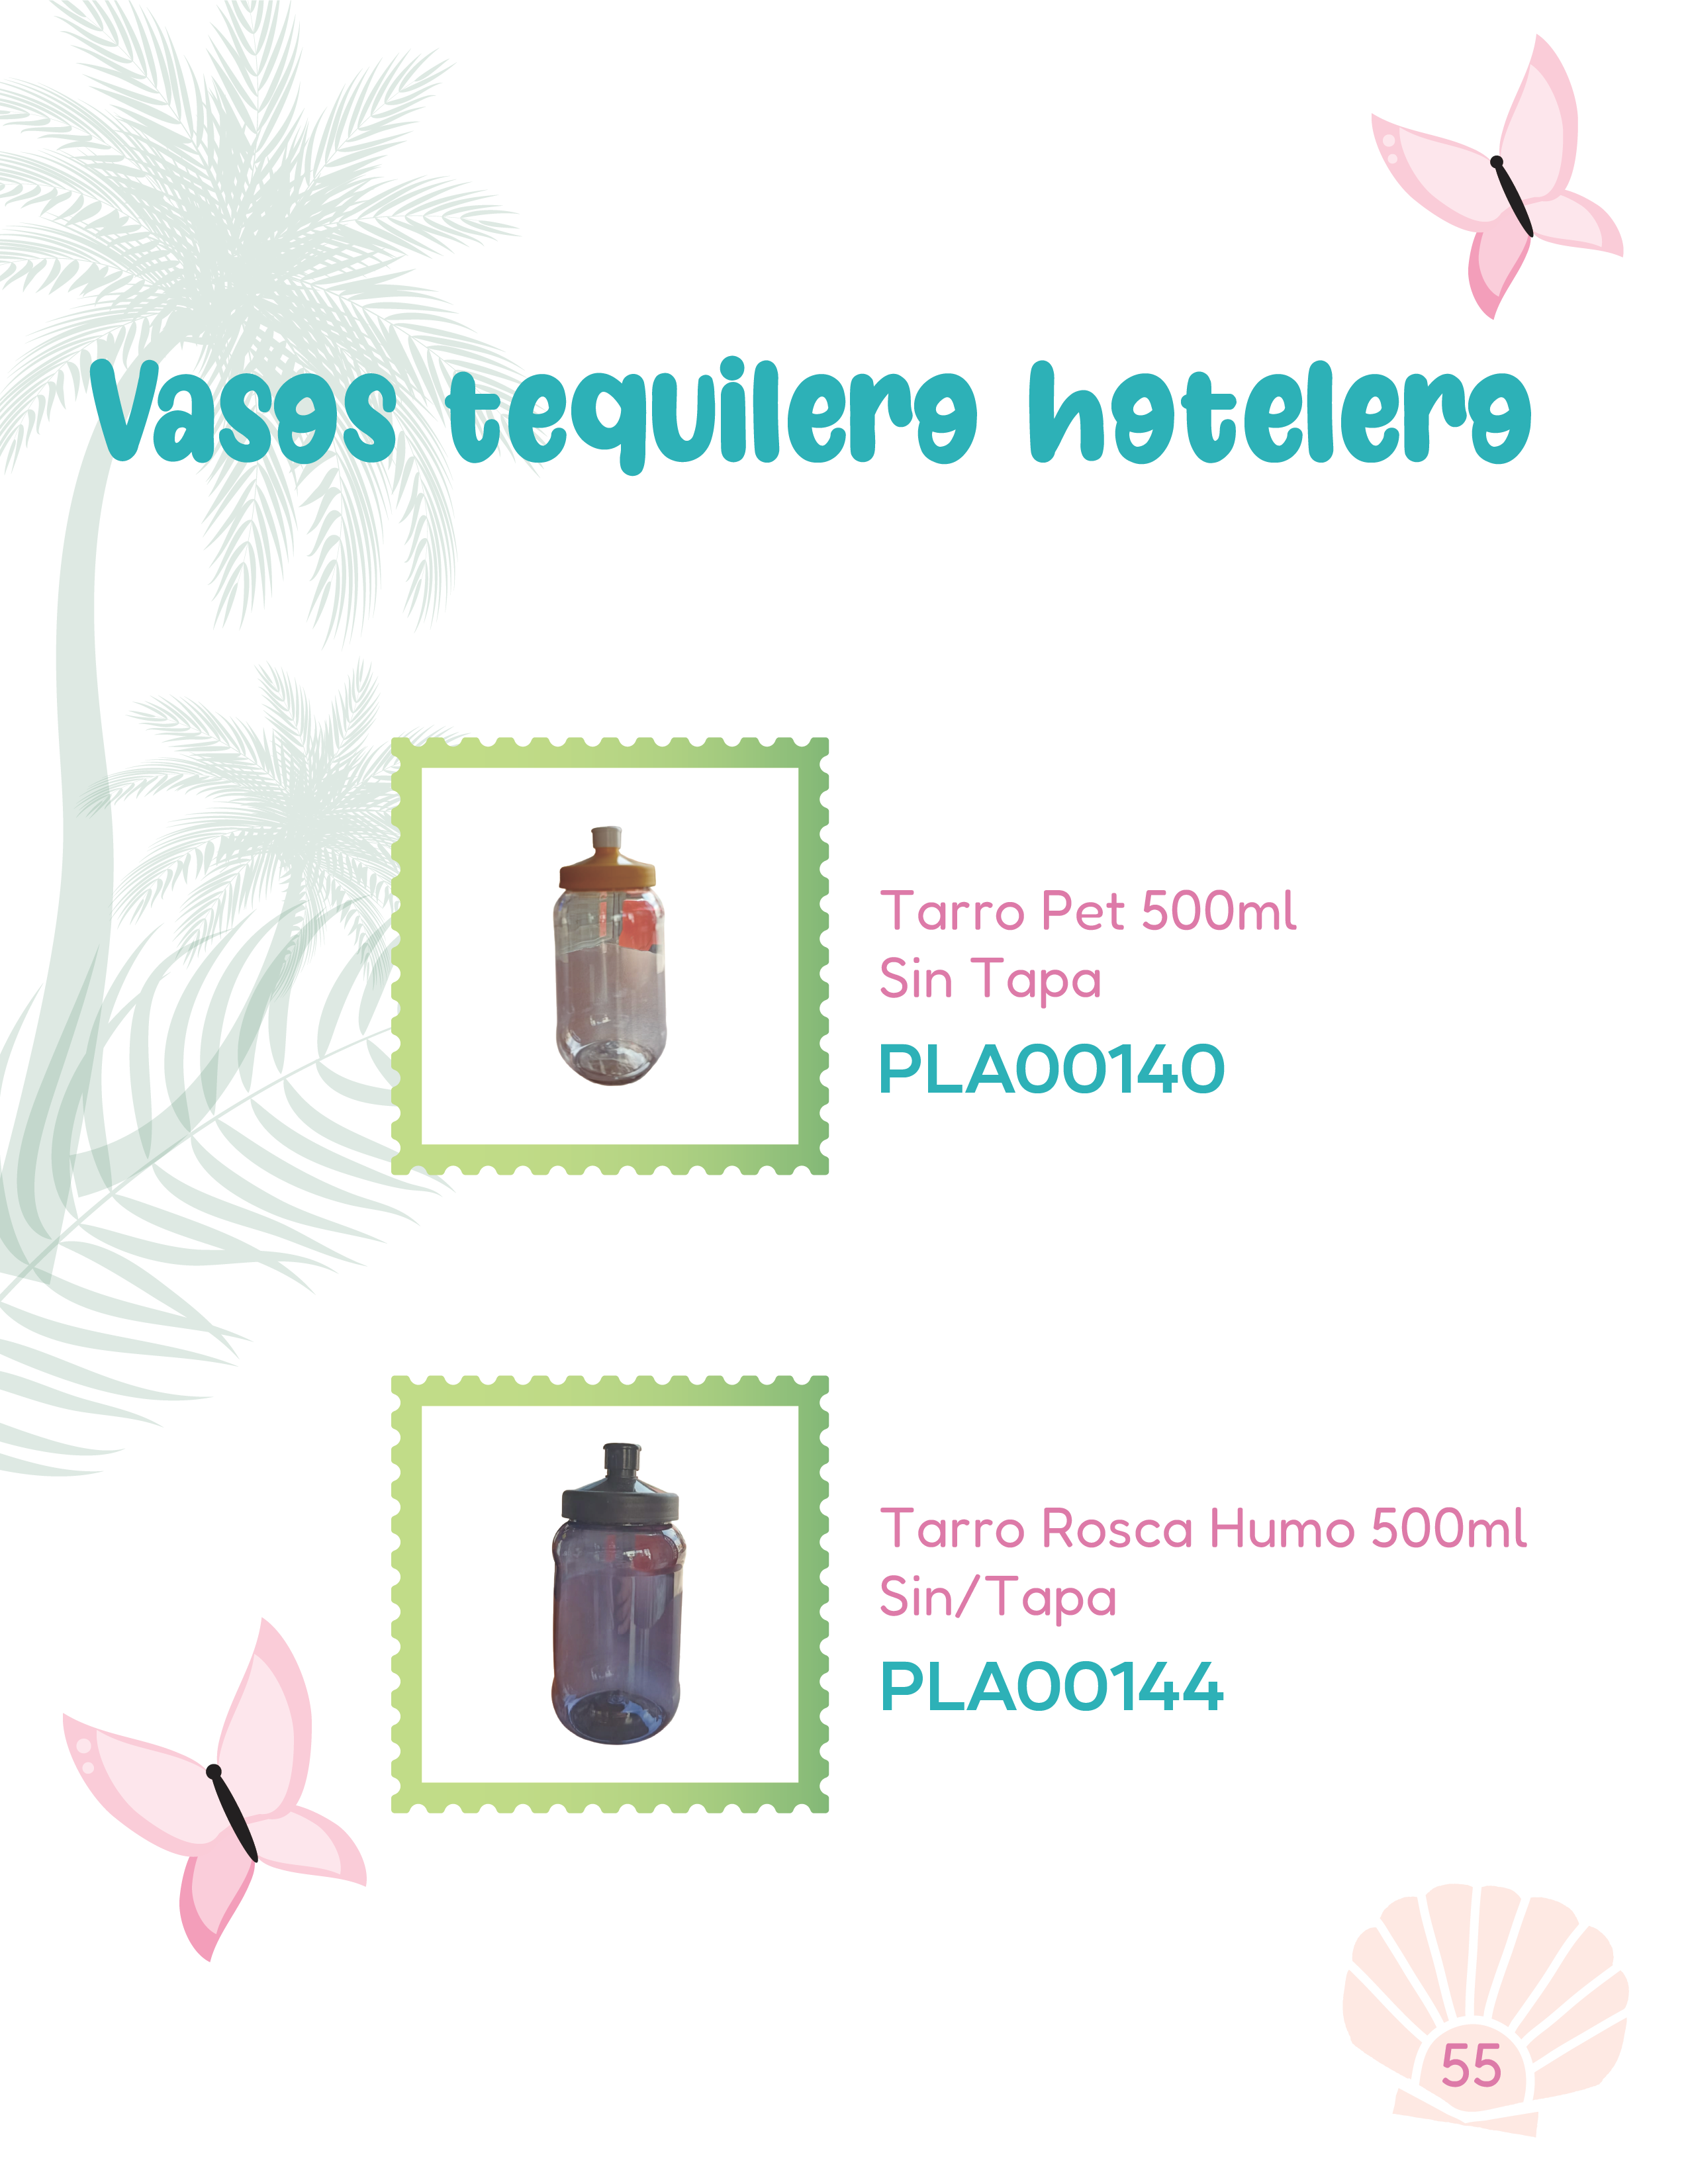 Vasos tequilero hotelero
Tarro Pet 500ml
Sin Tapa
PLA00140
Tarro Rosca Humo 500ml
Sin/Tapa
PLA00144
55